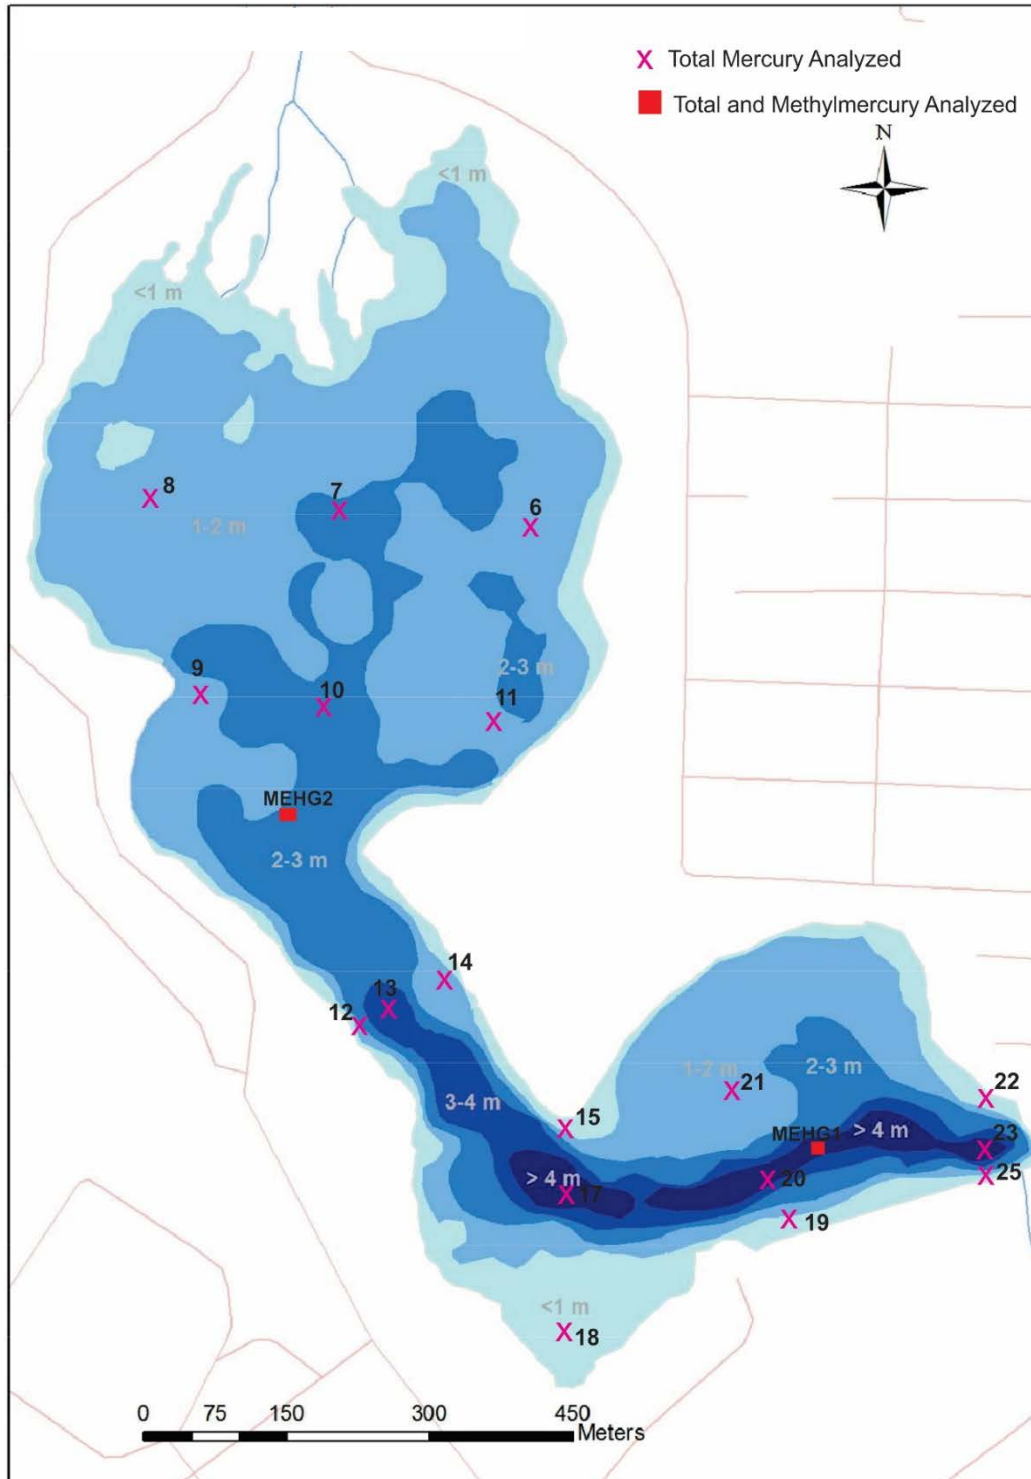 X Total Mercury Analyzed
Total and Methylmercury Analyzed
N
<1 m
<1 m
8
7
6
1-2 m
9
10
2-3 m
11
MEHG2
2-3 m
14
13
12
3-4 m
15
1-2 m
21
2-3 m
22
MEHG1
> 4 m
23
> 4 m
17
20
25
19
<1 m
18
0 75 150 300 450
Meters